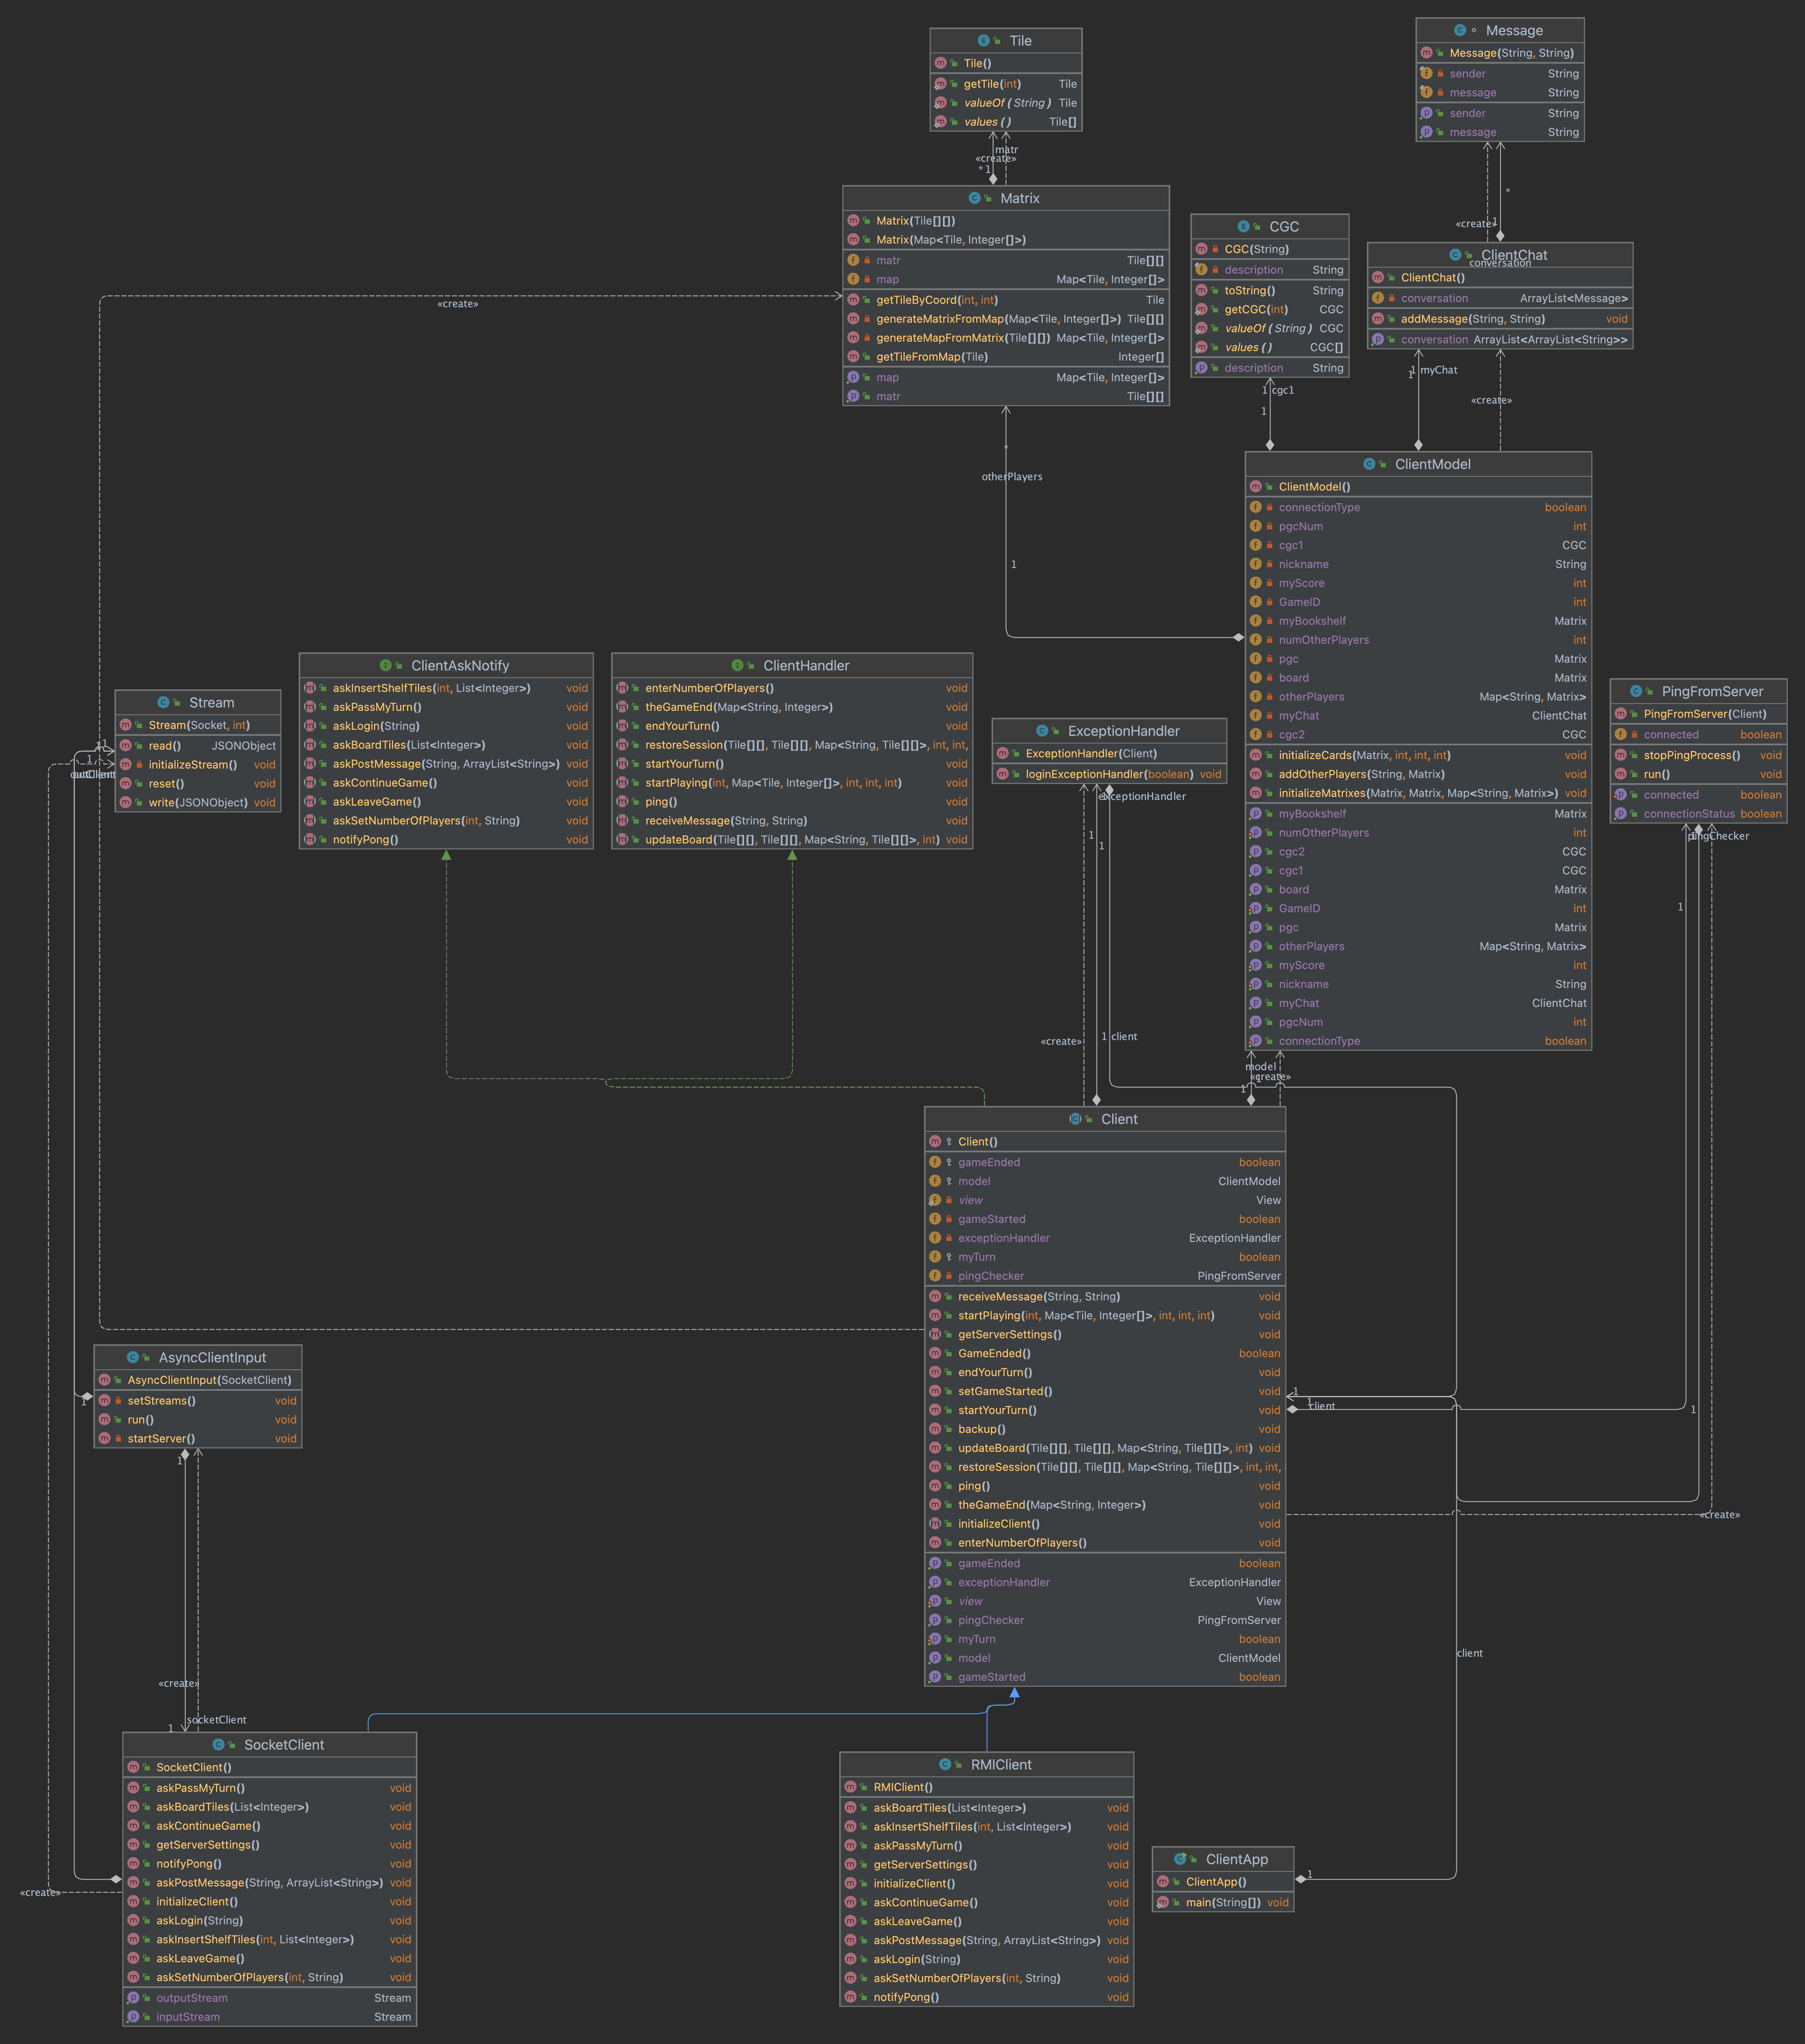 Tile
Tile()
getTile(int) Tile
valueOf(String) Tile
values() Tile[]
matr
«create»
* 1
Message
Message(String, String)
sender String
message String
sender String
message String
*
«create»
1
Matrix
Matrix(Tile[][])
Matrix(Map<Tile, Integer[]>)
matr Tile[][]
map Map<Tile, Integer[]>
getTileByCoord(int, int) Tile
generateMatrixFromMap(Map<Tile, Integer[]>) Tile[][]
generateMapFromMatrix(Tile[][]) Map<Tile, Integer[]>
getTileFromMap(Tile) Integer[]
map Map<Tile, Integer[]>
matr Tile[][]
«create»
CGC
CGC(String)
description String
toString() String
getCGC(int) CGC
valueOf(String) CGC
values() CGC[]
description String
1 cgc1
1
ClientChat
conversation
ClientChat()
conversation ArrayList<Message>
addMessage(String, String) void
conversation ArrayList<ArrayList<String>>
1 myChat
1
«create»
*
otherPlayers
1
ClientModel
ClientModel()
connectionType boolean
pgcNum int
cgc1 CGC
nickname String
myScore int
GameID int
myBookshelf Matrix
numOtherPlayers int
pgc Matrix
board Matrix
otherPlayers Map<String, Matrix>
myChat ClientChat
cgc2 CGC
initializeCards(Matrix, int, int, int) void
addOtherPlayers(String, Matrix) void
initializeMatrixes(Matrix, Matrix, Map<String, Matrix>) void
myBookshelf Matrix
numOtherPlayers int
cgc2 CGC
cgc1 CGC
board Matrix
GameID int
pgc Matrix
otherPlayers Map<String, Matrix>
myScore int
nickname String
myChat ClientChat
pgcNum int
connectionType boolean
ClientAskNotify
askInsertShelfTiles(int, List<Integer>) void
askPassMyTurn() void
askLogin(String) void
askBoardTiles(List<Integer>) void
askPostMessage(String, ArrayList<String>) void
askContinueGame() void
askLeaveGame() void
askSetNumberOfPlayers(int, String) void
notifyPong() void
ClientHandler
enterNumberOfPlayers() void
theGameEnd(Map<String, Integer>) void
endYourTurn() void
restoreSession(Tile[][], Tile[][], Map<String, Tile[][]>, int, int,
startYourTurn() void
startPlaying(int, Map<Tile, Integer[]>, int, int, int) void
ping() void
receiveMessage(String, String) void
updateBoard(Tile[][], Tile[][], Map<String, Tile[][]>, int) void
Stream
Stream(Socket, int)
read() JSONObject
initializeStream() void
reset() void
write(JSONObject) void
1
1
ExceptionHandler
ExceptionHandler(Client)
loginExceptionHandler(boolean) void
exceptionHandler
1
1
«create»
1 client
PingFromServer
PingFromServer(Client)
connected boolean
stopPingProcess() void
run() void
connected boolean
connectionStatus boolean
pingChecker
1
model
«create»
1
Client
Client()
gameEnded boolean
model ClientModel
view View
gameStarted boolean
exceptionHandler ExceptionHandler
myTurn boolean
pingChecker PingFromServer
receiveMessage(String, String) void
startPlaying(int, Map<Tile, Integer[]>, int, int, int) void
getServerSettings() void
GameEnded() boolean
endYourTurn() void
setGameStarted() void
startYourTurn() void
backup() void
updateBoard(Tile[][], Tile[][], Map<String, Tile[][]>, int) void
restoreSession(Tile[][], Tile[][], Map<String, Tile[][]>, int, int,
ping() void
theGameEnd(Map<String, Integer>) void
initializeClient() void
enterNumberOfPlayers() void
gameEnded boolean
exceptionHandler ExceptionHandler
view View
pingChecker PingFromServer
myTurn boolean
model ClientModel
gameStarted boolean
1
1
client
1
«create»
client
AsyncClientInput
AsyncClientInput(SocketClient)
setStreams() void
run() void
startServer() void
1
1
«create»
1 socketClient
SocketClient
SocketClient()
askPassMyTurn() void
askBoardTiles(List<Integer>) void
askContinueGame() void
getServerSettings() void
notifyPong() void
askPostMessage(String, ArrayList<String>) void
initializeClient() void
askLogin(String) void
askInsertShelfTiles(int, List<Integer>) void
askLeaveGame() void
askSetNumberOfPlayers(int, String) void
outputStream Stream
inputStream Stream
«create»
RMIClient
RMIClient()
askBoardTiles(List<Integer>) void
askInsertShelfTiles(int, List<Integer>) void
askPassMyTurn() void
getServerSettings() void
initializeClient() void
askContinueGame() void
askLeaveGame() void
askPostMessage(String, ArrayList<String>) void
askLogin(String) void
askSetNumberOfPlayers(int, String) void
notifyPong() void
ClientApp
ClientApp()
main(String[]) void
1